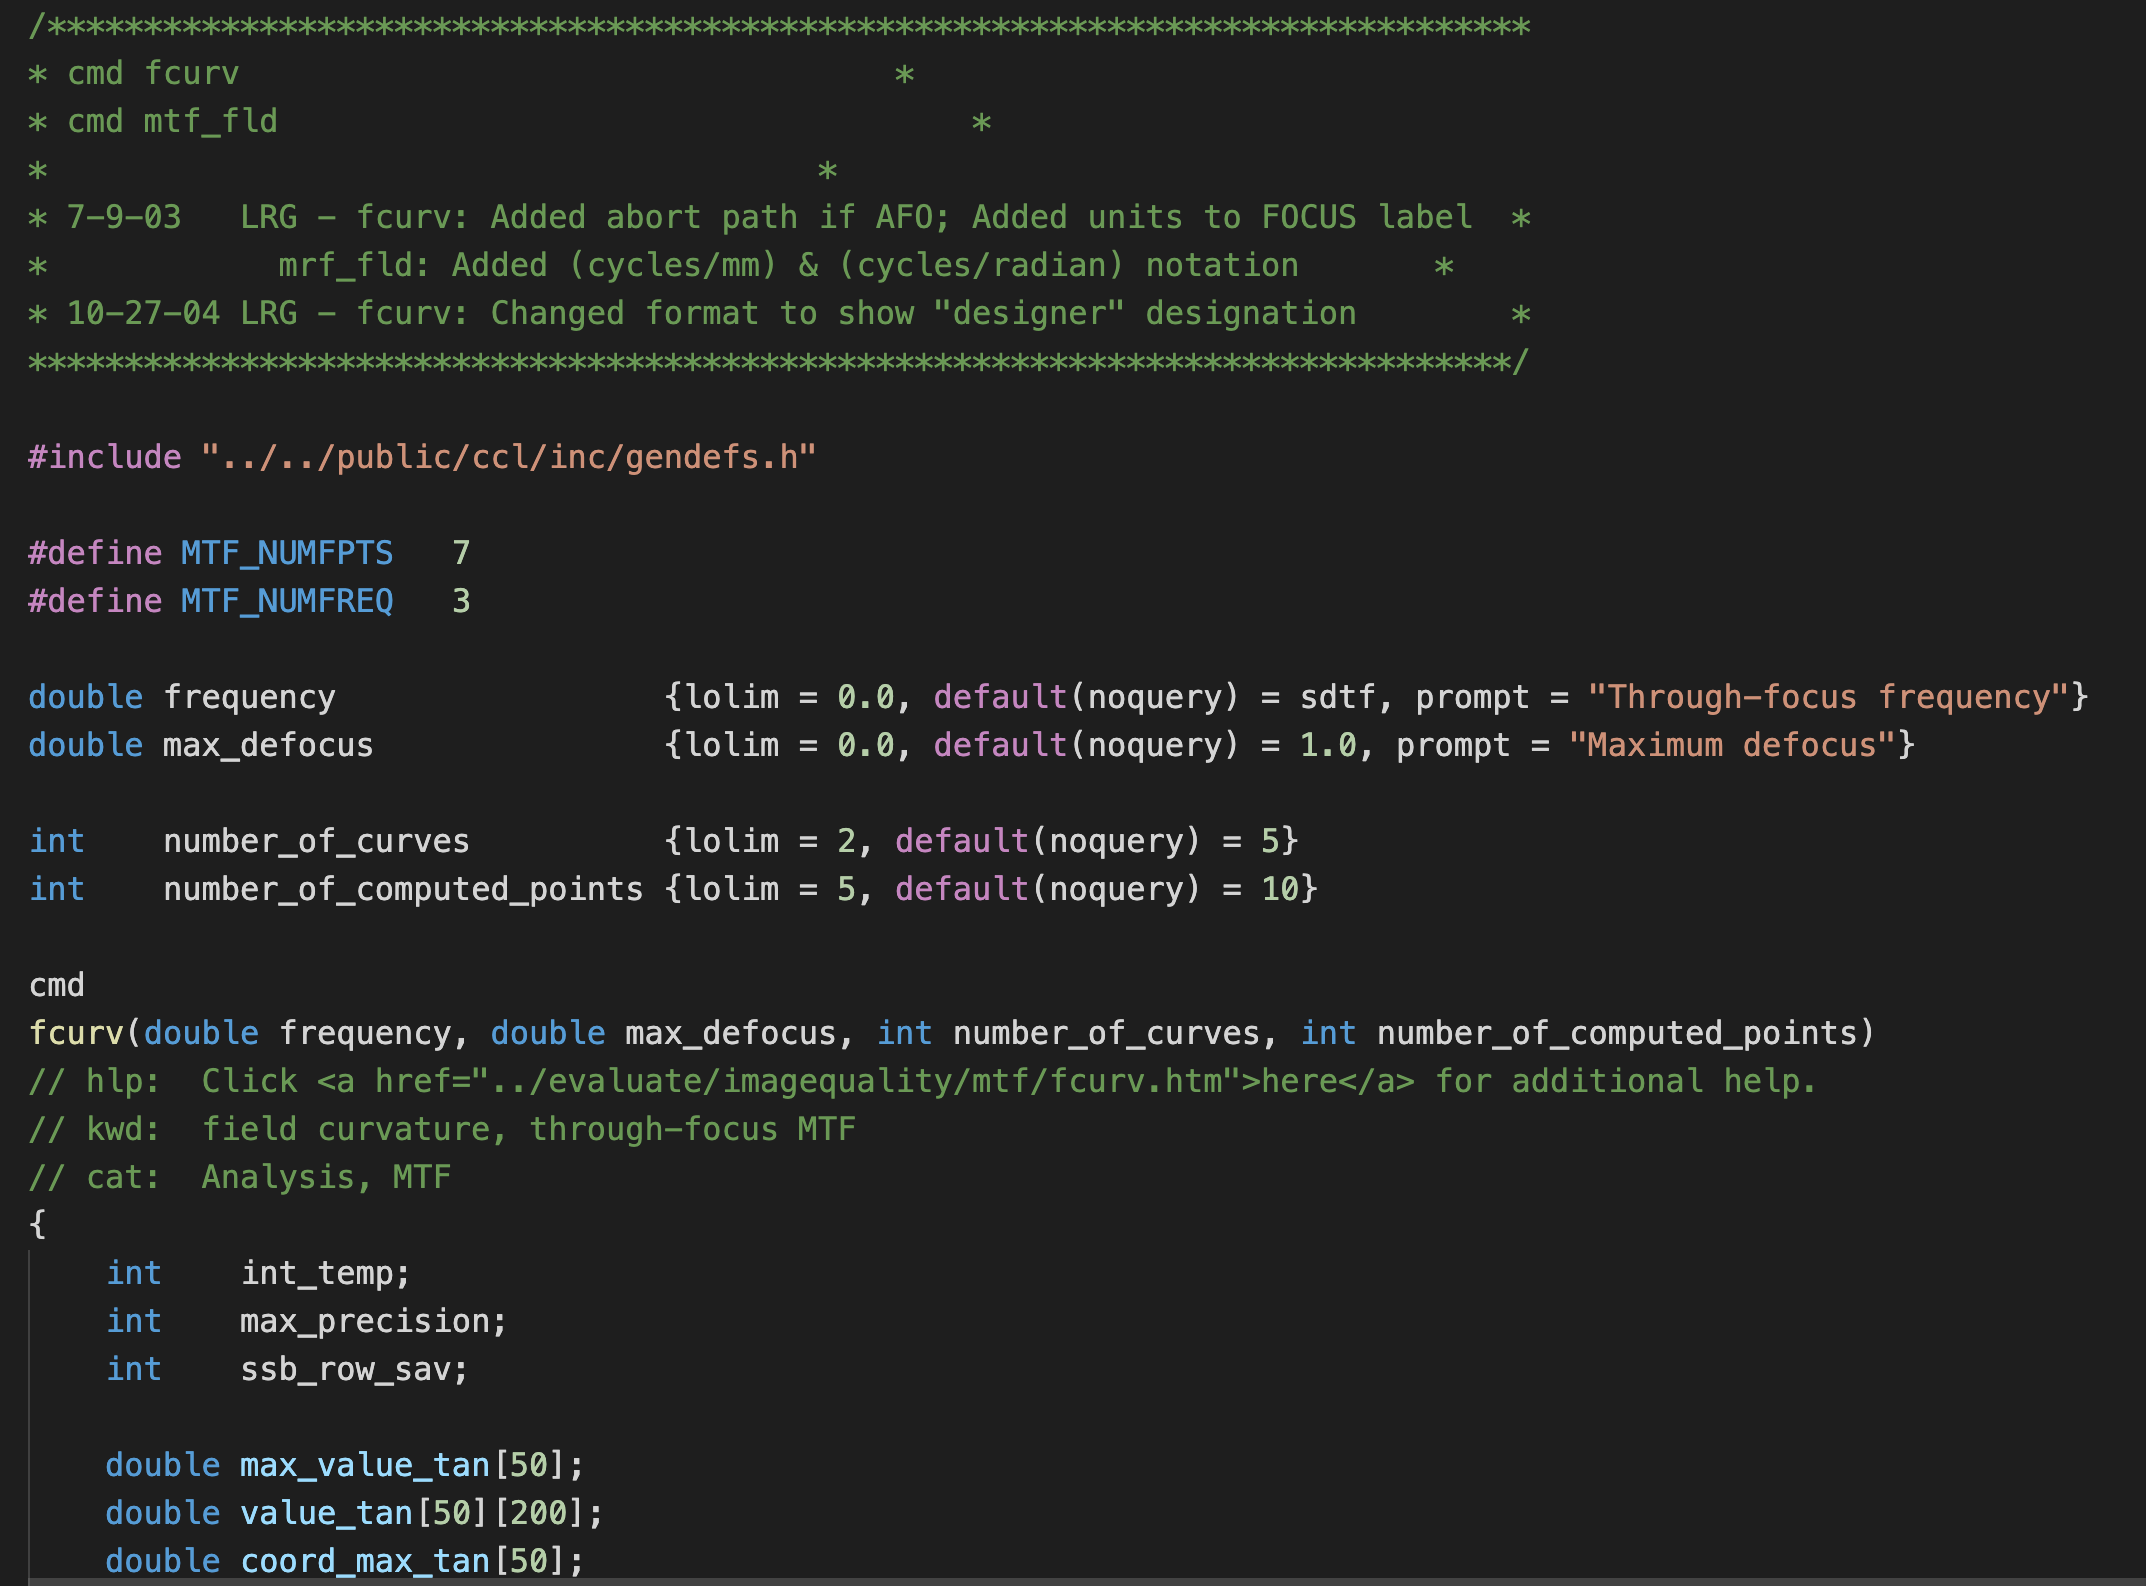 /*****************************************************************************
* cmd fcurv                                  *
* cmd mtf_fld                                    *
*                                        *
* 7-9-03   LRG - fcurv: Added abort path if AFO; Added units to FOCUS label  *
*            mrf_fld: Added (cycles/mm) & (cycles/radian) notation       *
* 10-27-04 LRG - fcurv: Changed format to show "designer" designation        *
*****************************************************************************/

#include "../../public/ccl/inc/gendefs.h"

#define MTF_NUMFPTS   7
#define MTF_NUMFREQ   3

double frequency                 {lolim = 0.0, default(noquery) = sdtf, prompt = "Through-focus frequency"}
double max_defocus               {lolim = 0.0, default(noquery) = 1.0, prompt = "Maximum defocus"}

int    number_of_curves          {lolim = 2, default(noquery) = 5}
int    number_of_computed_points {lolim = 5, default(noquery) = 10}

cmd
fcurv(double frequency, double max_defocus, int number_of_curves, int number_of_computed_points)
// hlp:  Click <a href="../evaluate/imagequality/mtf/fcurv.htm">here</a> for additional help.
// kwd:  field curvature, through-focus MTF
// cat:  Analysis, MTF
{
    int    int_temp;
    int    max_precision;
    int    ssb_row_sav;

    double max_value_tan[50];
    double value_tan[50][200];
    double coord_max_tan[50];